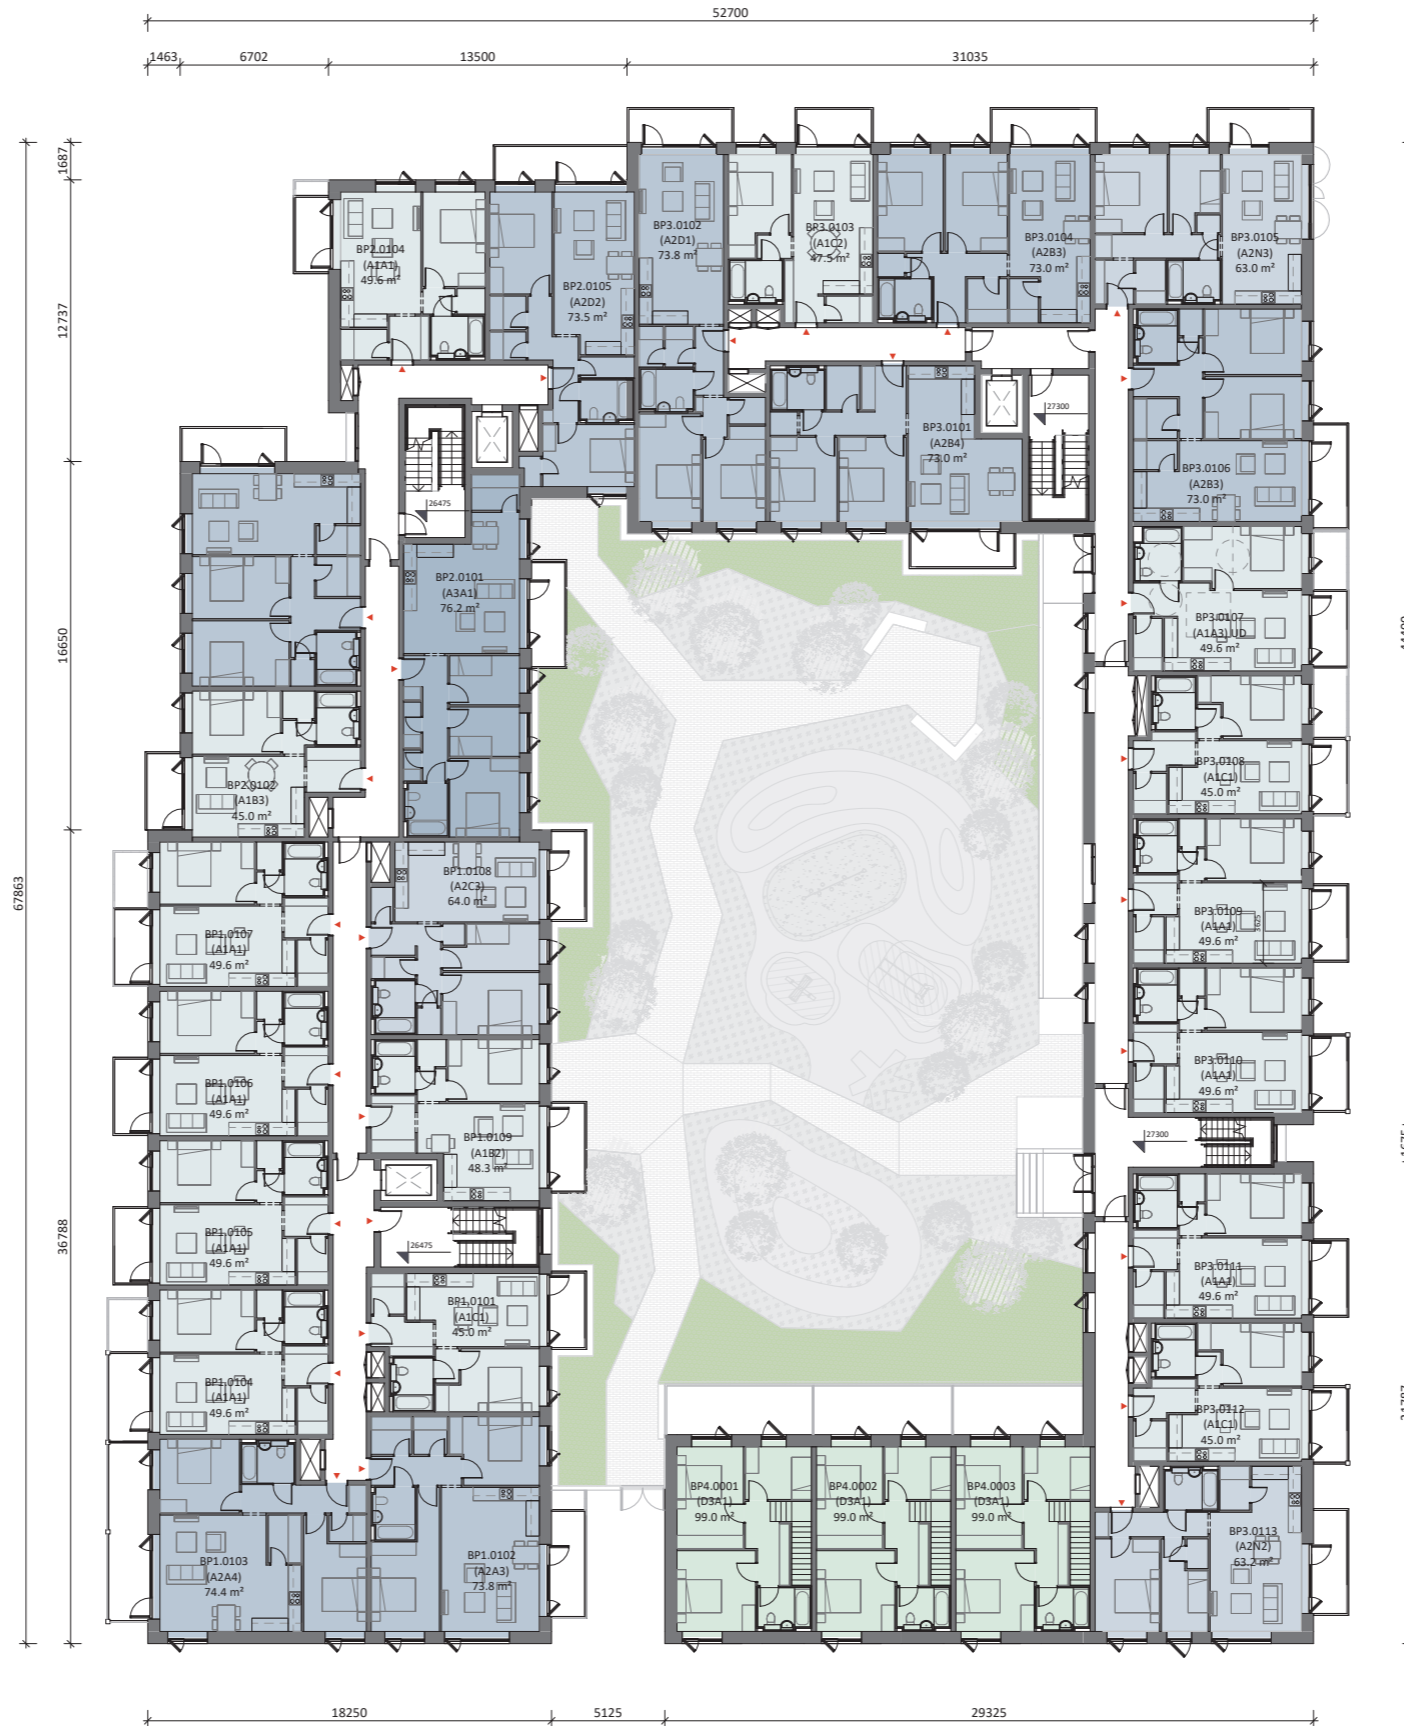 52700
1463
6702
13500
31035
1687
12737
16650
36788
67863
BP2.0104
(A1A1)
49.6 m²
BP2.0105
(A2D2)
73.5 m²
BP3.0102
(A2D1)
73.8 m²
BP3.0103
(A1C2)
47.5 m²
BP3.0104
(A2B3)
73.0 m²
BP3.0105
(A2N3)
63.0 m²
BP3.0101
(A2B4)
73.0 m²
27300
BP3.0106
(A2B3)
73.0 m²
26475
BP2.0101
(A3A1)
76.2 m²
BP3.0107
(A1A3) UD
49.6 m²
BP2.0102
(A1B3)
45.0 m²
BP3.0108
(A1C1)
45.0 m²
BP1.0108
(A2C3)
64.0 m²
BP1.0107
(A1A1)
49.6 m²
BP3.0109
(A1A1)
49.6 m²
3625
BP1.0106
(A1A1)
49.6 m²
BP3.0110
(A1A1)
49.6 m²
BP1.0109
(A1B2)
48.3 m²
27300
BP1.0105
(A1A1)
49.6 m²
26475
BP3.0111
(A1A1)
49.6 m²
BP1.0101
(A1C1)
45.0 m²
BP1.0104
(A1A1)
49.6 m²
BP3.0112
(A1C1)
45.0 m²
BP4.0001
(D3A1)
99.0 m²
BP4.0002
(D3A1)
99.0 m²
BP4.0003
(D3A1)
99.0 m²
BP1.0103
(A2A4)
74.4 m²
BP1.0102
(A2A3)
73.8 m²
BP3.0113
(A2N2)
63.2 m²
18250
5125
29325